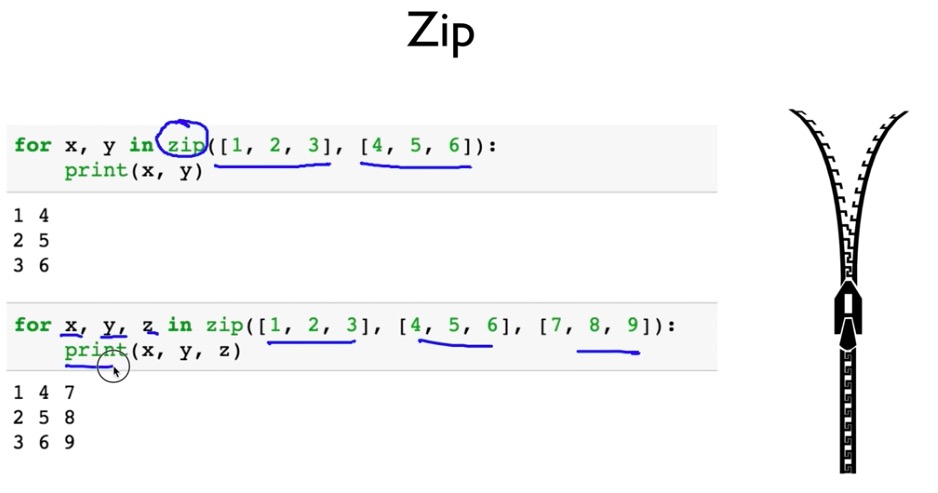 Zip
for x, y in zip([1, 2, 3], [4, 5, 6]):
    print(x, y)
1 4
2 5
3 6
for x, y, z in zip([1, 2, 3], [4, 5, 6], [7, 8, 9]):
    print(x, y, z)
1 4 7
2 5 8
3 6 9